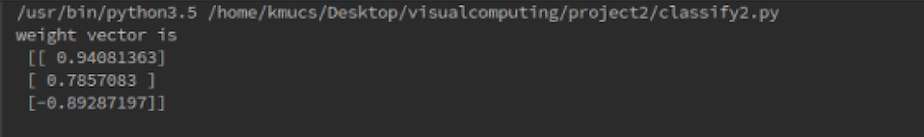 /usr/bin/python3.5 /home/kmucs/Desktop/visualcomputing/project2/classify2.py
weight vector is
[[ 0.94081363]
[ 0.7857083 ]
[-0.89287197]]